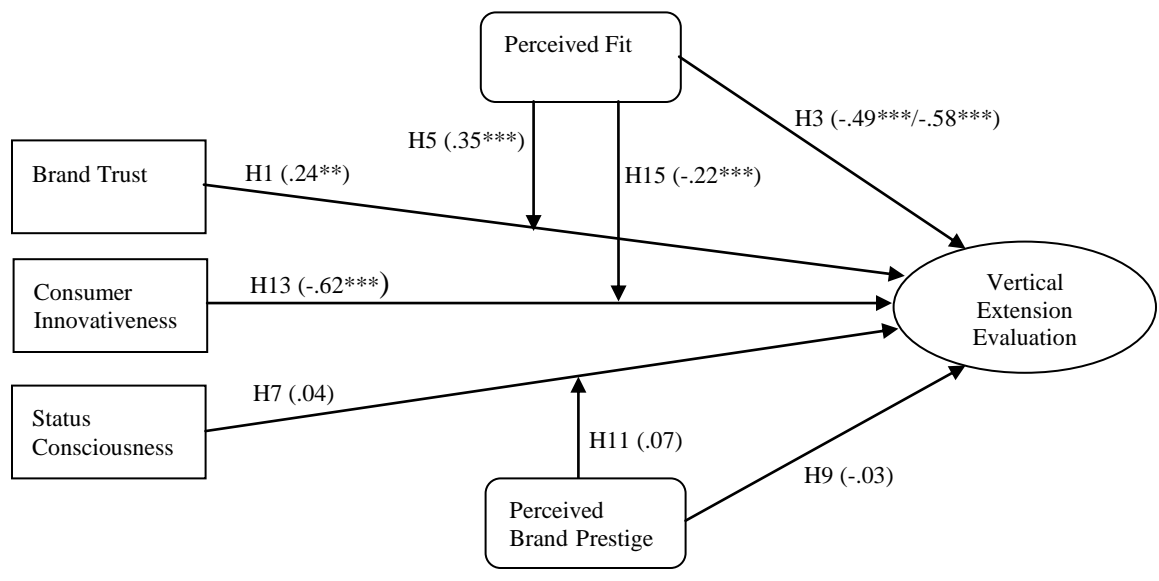 Perceived Fit
H3 (-.49***/-.58***)
H5 (.35***)
Brand Trust
H1 (.24**)
H15 (-.22***)
Consumer
Innovativeness
H13 (-.62***)
Vertical
Extension
Evaluation
Status
Consciousness
H7 (.04)
H11 (.07)
H9 (-.03)
Perceived
Brand Prestige